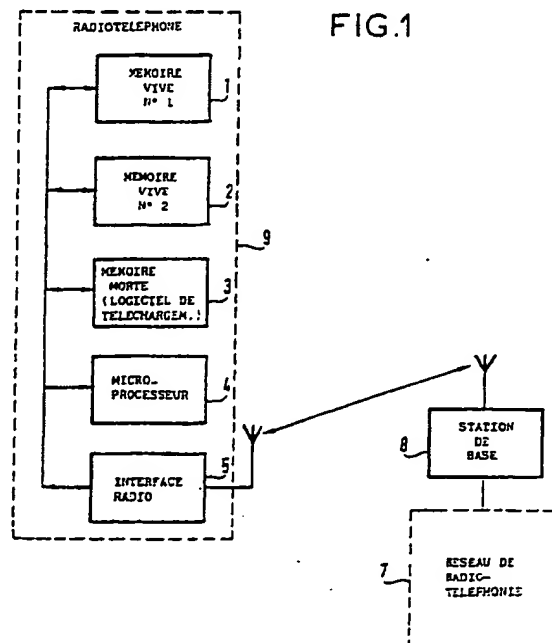 FIG.1
RADIOTELEPHONE
MEMOIRE
VIVE
N° 1
1
MEMOIRE
VIVE
N° 2
2
9
MEMOIRE
MORTE
(LOGICIEL DE
TELECHARGEM.)
3
MICRO-
PROCESSEUR
4
INTERFACE
RADIO
5
STATION
DE
BASE
8
RESEAU DE
RADIO-
TELEPHONIE
7